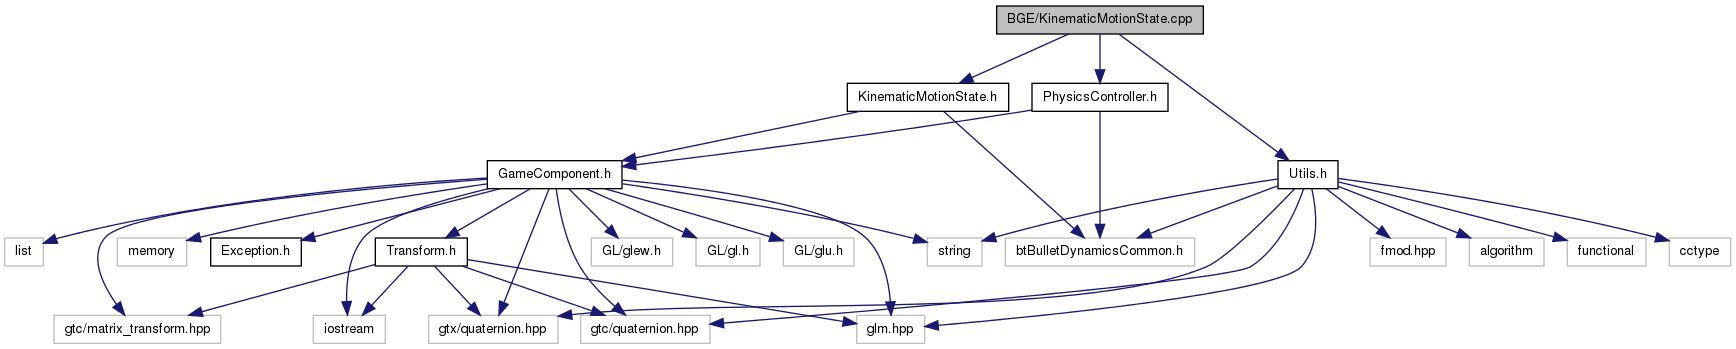 BGE/KinematicMotionState.cpp
KinematicMotionState.h
PhysicsController.h
GameComponent.h
Utils.h
list
memory
Exception.h
Transform.h
GL/glew.h
GL/gl.h
GL/glu.h
string
btBulletDynamicsCommon.h
fmod.hpp
algorithm
functional
cctype
gtc/matrix_transform.hpp
iostream
gtx/quaternion.hpp
gtc/quaternion.hpp
glm.hpp